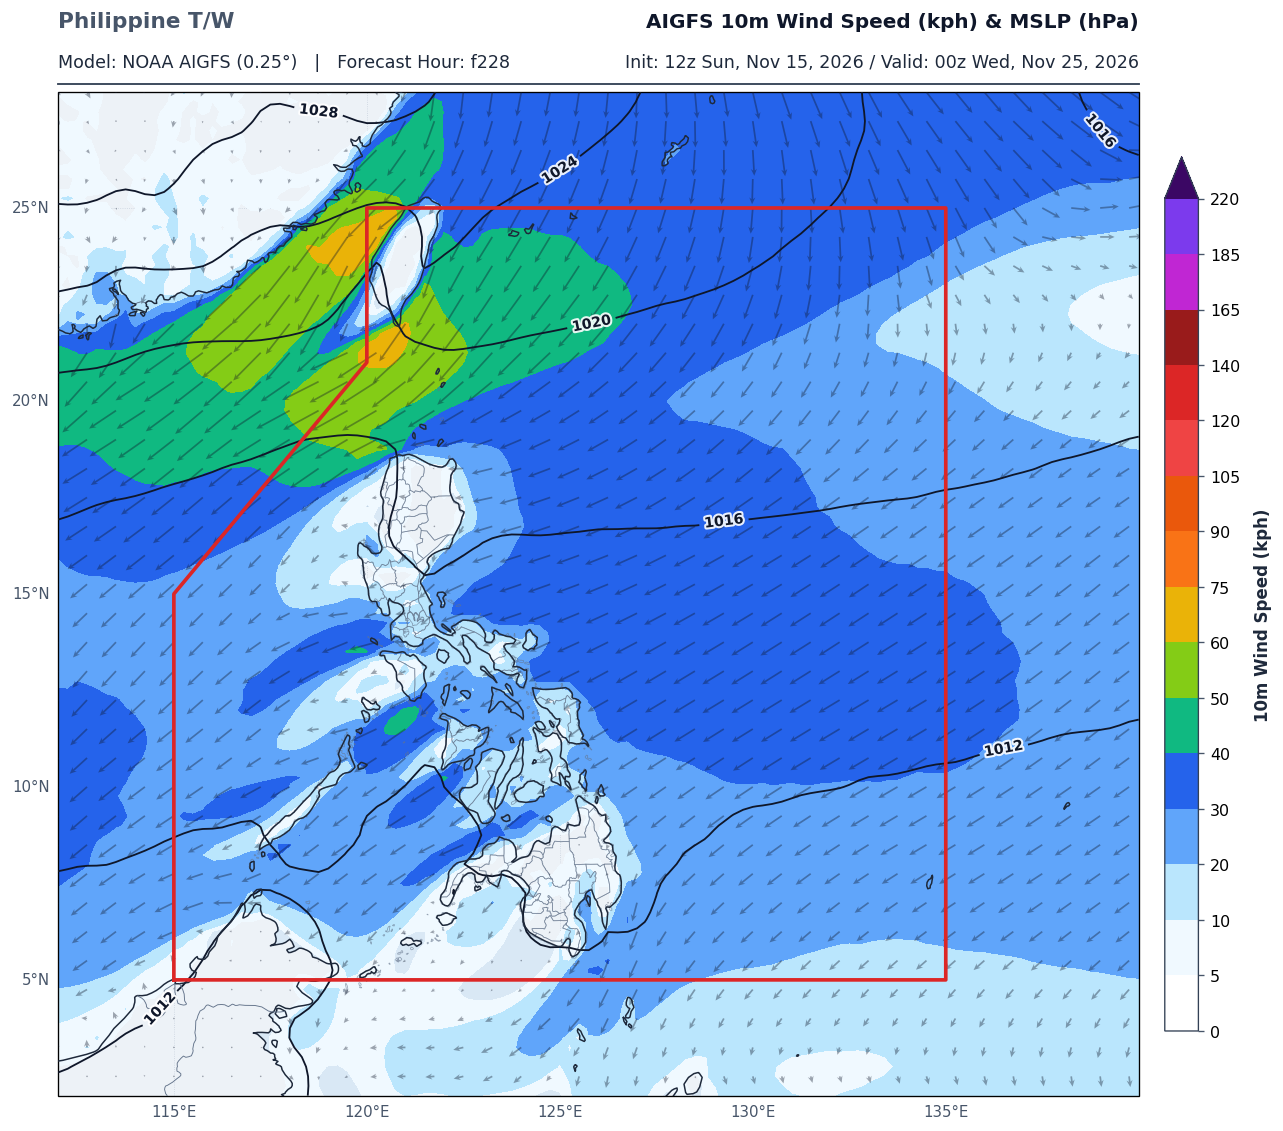 Philippine T/W
AIGFS 10m Wind Speed (kph) & MSLP (hPa)
Model: NOAA AIGFS (0.25°) | Forecast Hour: f228
Init: 12z Sun, Nov 15, 2026 / Valid: 00z Wed, Nov 25, 2026
1028
1024
1016
1020
1016
1012
1012
25°N
20°N
15°N
10°N
5°N
115°E
120°E
125°E
130°E
135°E
220
185
165
140
120
105
90
75
60
50
40
30
20
10
5
0
10m Wind Speed (kph)